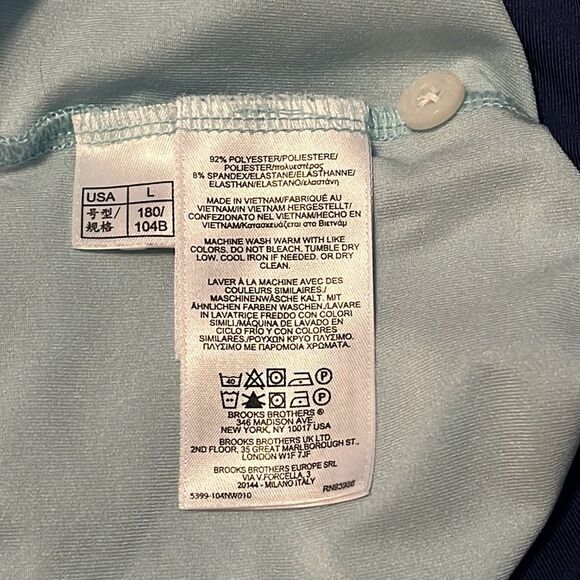 USA L
号型/ 180/
规格 104B
92% POLYESTER/POLIESTERE/
POLIESTER/πολυεστέρας
8% SPANDEX/ELASTANE/ELASTHANNE/
ELASTHAN/ELASTANO/ελαστάνη
MADE IN VIETNAM/FABRIQUÉ AU
VIETNAM/IN VIETNAM HERGESTELLT/
CONFEZIONATO NEL VIETNAM/HECHO EN
VIETNAM/Κατασκευάζεται στο Βιετνάμ
MACHINE WASH WARM WITH LIKE
COLORS. DO NOT BLEACH. TUMBLE DRY
LOW. COOL IRON IF NEEDED. OR DRY
CLEAN.
LAVER À LA MACHINE AVEC DES
COULEURS SIMILAIRES./
MASCHINENWÄSCHE KALT. MIT
ÄHNLICHEN FARBEN WASCHEN./LAVARE
IN LAVATRICE FREDDO CON COLORI
SIMILI./MÁQUINA DE LAVADO EN
CICLO FRÍO Y CON COLORES
SIMILARES./ΡΟΥΧΩΝ ΚΡΥΟ ΠΛΥΣΙΜΟ
ΠΛΥΣΙΜΟ ΜΕ ΠΑΡΟΜΟΙΑ ΧΡΩΜΑΤΑ.
40 P
P
BROOKS BROTHERS ®
346 MADISON AVE.
NEW YORK, NY 10017 USA
BROOKS BROTHERS UK LTD
2ND FLOOR, 35 GREAT MARLBOROUGH ST.,
LONDON W1F 7JF
BROOKS BROTHERS EUROPE SRL
VIA V.FORCELLA, 3
20144 - MILANO ITALY
5399-104NW010 RN93986